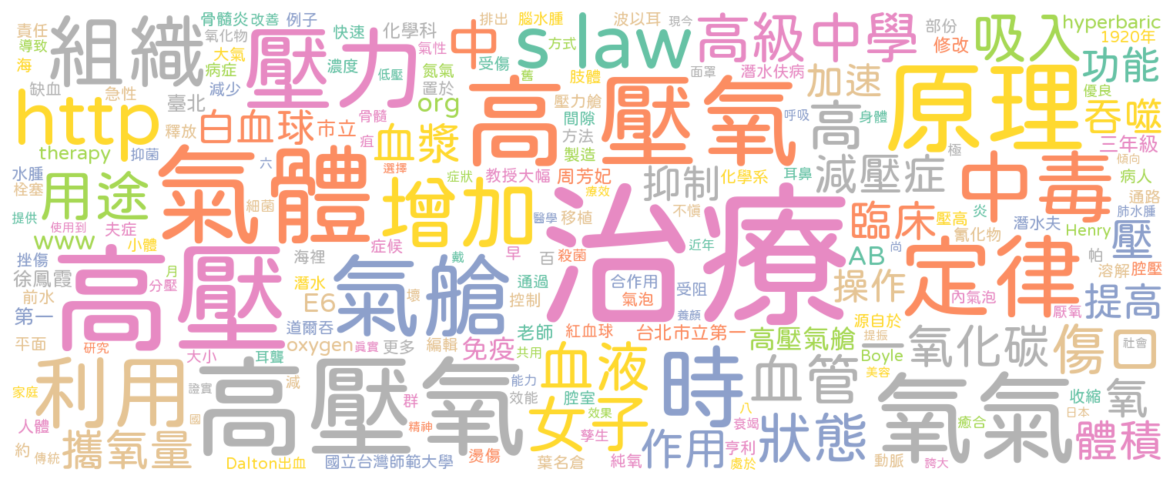 責任
骨髓炎
改善
例子
快速
化學科
排出
腦水腫
波以耳
現今
部份
hyperbaric
1920年
導致
氧化物
組織
壓力
中
s
law
高級中學
修改
吸入
功能
海
大氣
病症
濃度
低壓
氣性
氮氣
方式
受傷
舊
面罩
潛水伕病
優良
缺血
急性
減少
臺北
置於
肢體
加速
原理
http
釋放
白血球
市立
骨髓
疽
血漿
org
壓力艙
間隙
方法
製造
高壓氧
高
呼吸
身體
吞噬
三年級
therapy
抑菌
六
選擇
極
傾向
水腫
栓塞
氣體
細菌
增加
症狀
教授
大幅
周芳妃
療效
抑制
化學系
耳鼻
減壓症
中毒
病人
通路
提供
使用到
用途
夫症
醫學
移植
不慎
臨床
壓高
炎
潛水夫
Henry
肺水腫
www
小體
海裡
症候
戴
早
百
殺菌
近年
治療
AB
尚
氰化物
帕
壓
挫傷
徐鳳霞
月
分壓
高壓
潛水
氣艙
通過
合作用
受阻
氣泡
操作
定律
溶解
腔壓
內氣泡
厭氧
前水
第一
E6
壞
控制
養顏
提高
平面
研究
大小
耳聾
道爾吞
oxygen
真實
更多
編輯
老師
免疫
紅血球
共用
台北市立第一
高壓氣艙
源自於
提振
Boyle
美容
一氧化碳
傷口
社會
家庭
利用
證實
減
高壓氧
能力
效能
血液
腔室
時
血管
氧氣
收縮
氧
人體
約
傳統
攜氧量
國
群
精神
女子
效果
孿生
作用
八
衰竭
亨利
狀態
處於
癒合
日本
體積
Dalton
出血
國立台灣師範大學
燙傷
葉名倉
純氧
動脈
誇大